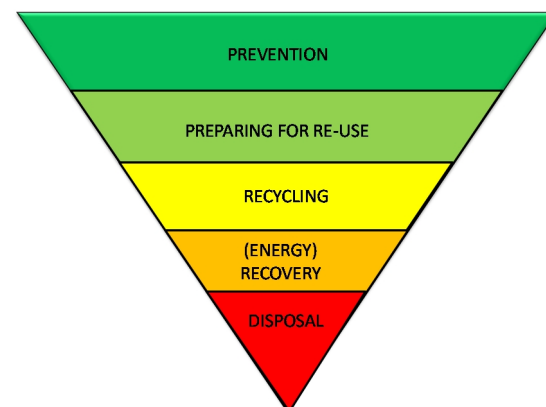 PREVENTION
PREPARING FOR RE-USE
RECYCLING
(ENERGY)
RECOVERY
DISPOSAL